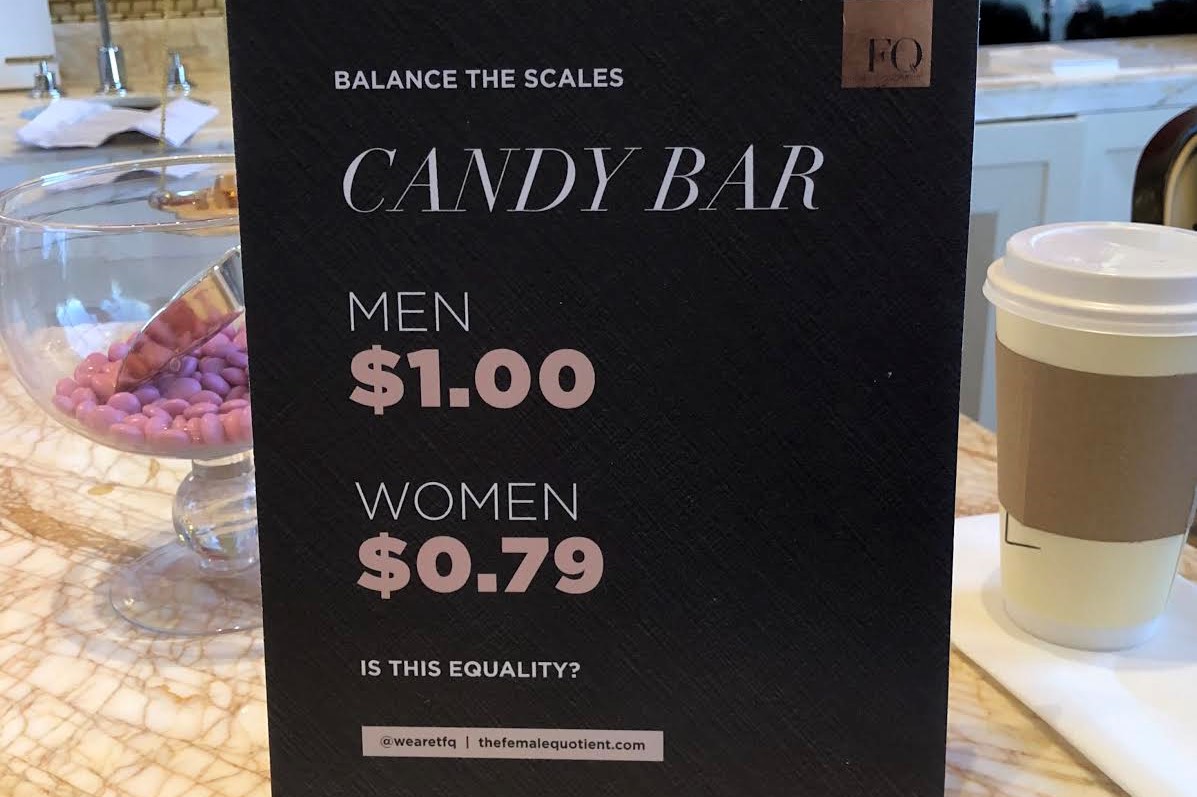 FQ
BALANCE THE SCALES
CANDY BAR
MEN
$1.00
WOMEN
$0.79
IS THIS EQUALITY?
@wearetfq | thefemalequotient.com